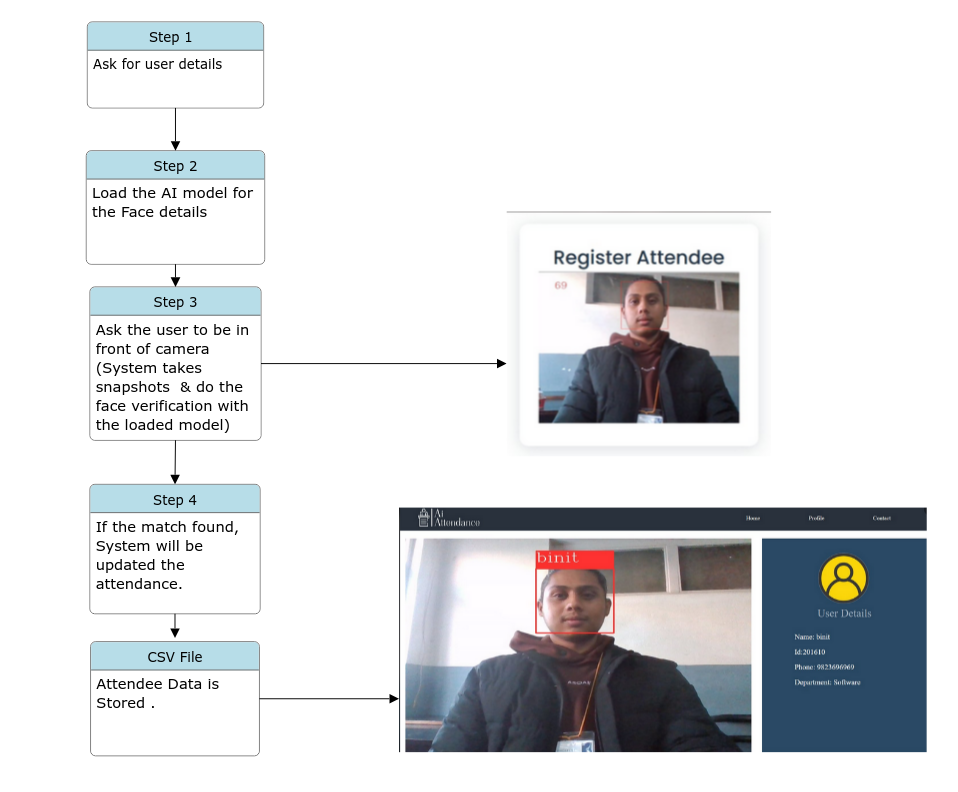 Step 1
Ask for user details
Step 2
Load the AI model for
the Face details
Step 3
Ask the user to be in
front of camera
(System takes
snapshots & do the
face verification with
the loaded model)
Register Attendee
69
Step 4
If the match found,
System will be
updated the
attendance.
CSV File
Attendee Data is
Stored .
Ai
Attendance
Home
Profile
Contact
binit
User Details
Name: binit
Id:201610
Phone: 9823696969
Department: Software